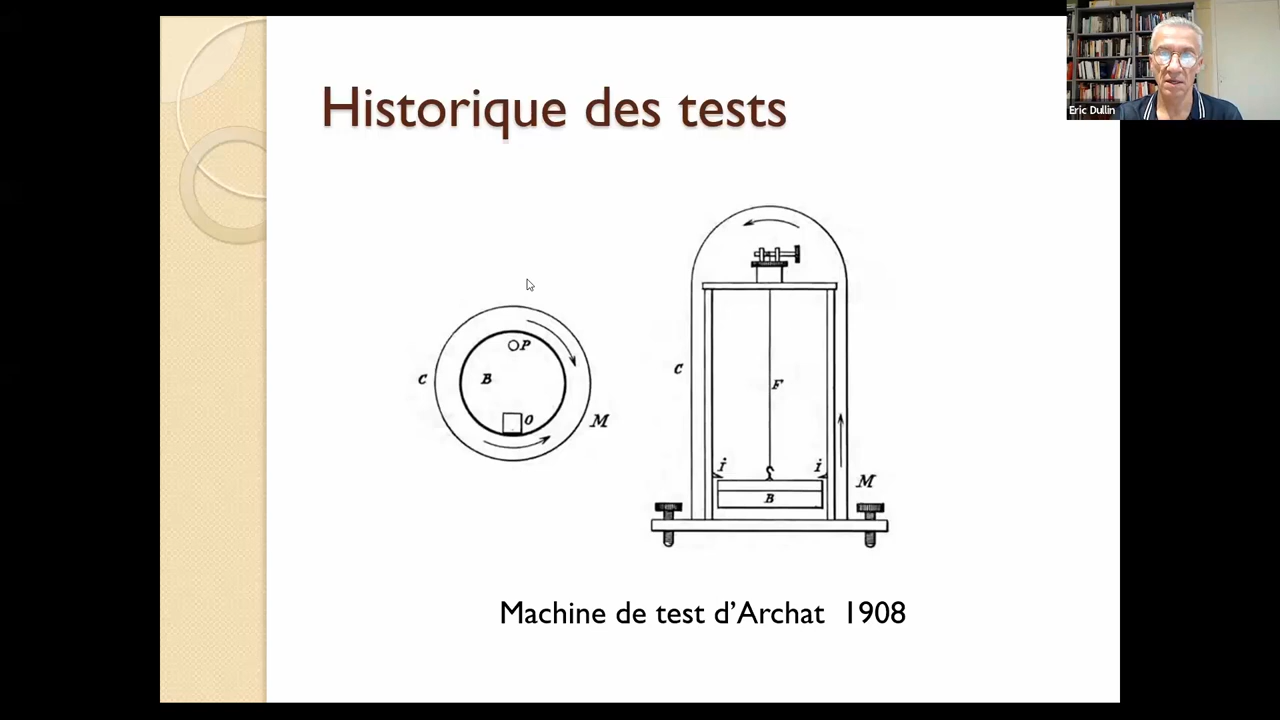 Historique des tests
Eric Dullin
C
P
B
O
M
C
F
i
i
B
M
Machine de test d’Archat 1908